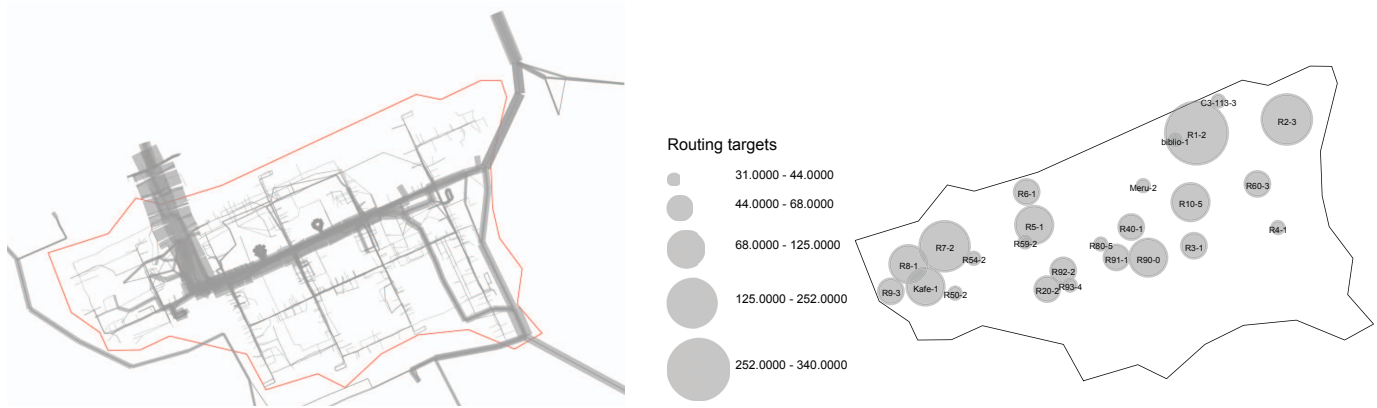 Routing targets
31.0000 - 44.0000
44.0000 - 68.0000
68.0000 - 125.0000
125.0000 - 252.0000
252.0000 - 340.0000
C3-113-3
R1-2
R2-3
biblio-1
Meru-2
R60-3
R6-1
R10-5
R5-1
R40-1
R4-1
R59-2
R80-5
R3-1
R7-2
R54-2
R91-1
R90-0
R8-1
R92-2
R9-3
Kafe-1
R50-2
R20-2
R93-4